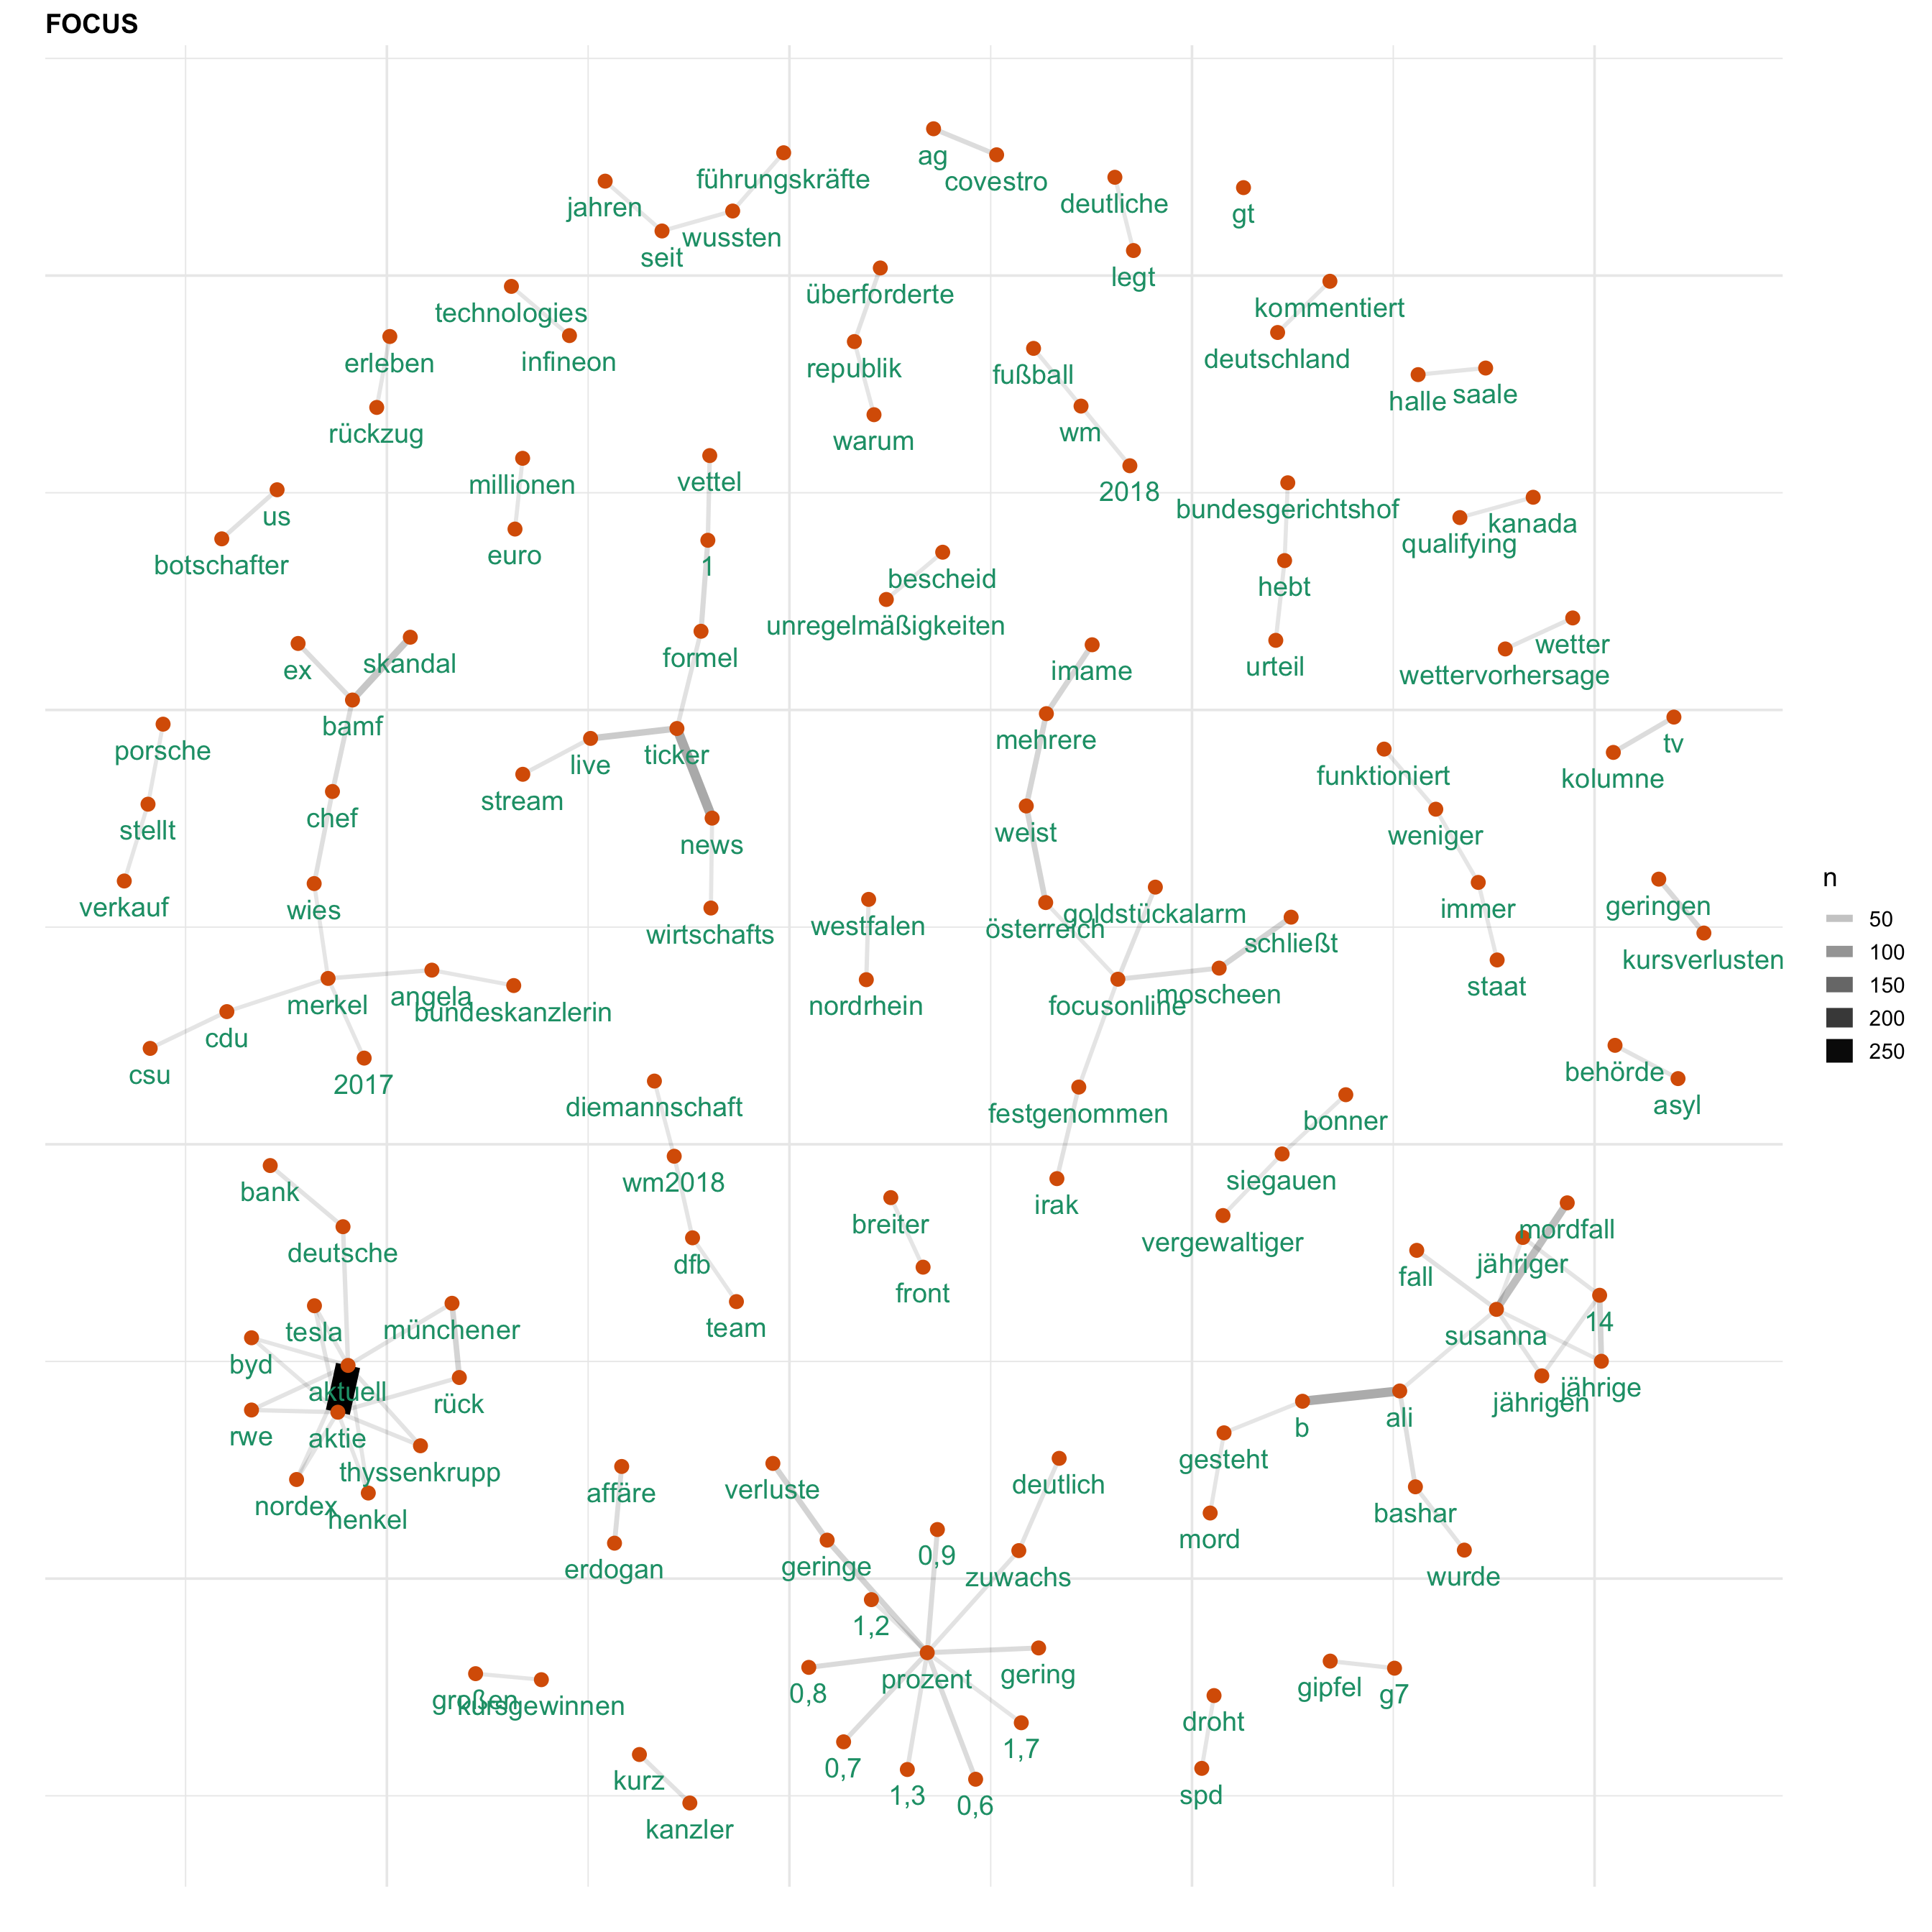 FOCUS
ag
führungskräfte
covestro
jahren
deutliche
gt
wussten
seit
legt
überforderte
technologies
kommentiert
erleben
infineon
republik
fußball
deutschland
halle
saale
rückzug
warum
wm
millionen
vettel
2018
us
bundesgerichtshof
kanada
botschafter
euro
1
qualifying
bescheid
hebt
unregelmäßigkeiten
ex
skandal
formel
imame
urteil
wetter
wettervorhersage
bamf
porsche
live
ticker
mehrere
tv
funktioniert
kolumne
stream
chef
stellt
news
weist
weniger
verkauf
wies
wirtschafts
westfalen
österreich
goldstückalarm
schließt
immer
geringen
kursverlusten
merkel
angela
bundeskanzlerin
nordrhein
focusonline
moscheen
staat
cdu
csu
2017
behörde
asyl
diemannschaft
festgenommen
bonner
bank
wm2018
irak
siegauen
deutsche
breiter
vergewaltiger
mordfall
dfb
jähriger
fall
front
tesla
münchener
team
susanna
14
byd
aktuell
rück
jährigen
jährige
rwe
aktie
b
ali
thyssenkrupp
gesteht
nordex
henkel
affäre
verluste
deutlich
bashar
erdogan
geringe
0,9
zuwachs
mord
wurde
1,2
großen
kursgewinnen
0,8
prozent
gering
gipfel
g7
droht
kurz
0,7
1,3
0,6
1,7
spd
kanzler
n
50
100
150
200
250